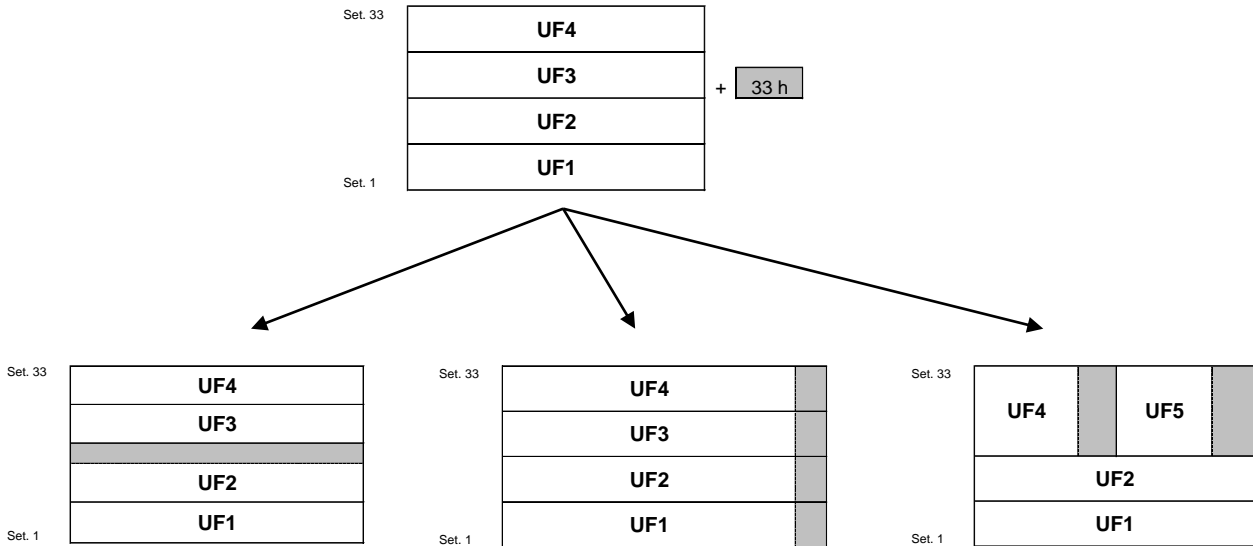 Set. 33
UF4
UF3
+ 33 h
UF2
UF1
Set. 1
Set. 33
UF4
UF3
UF2
UF1
Set. 1
Set. 33
UF4
UF3
UF2
UF1
Set. 1
Set. 33
UF4 UF5
UF2
UF1
Set. 1